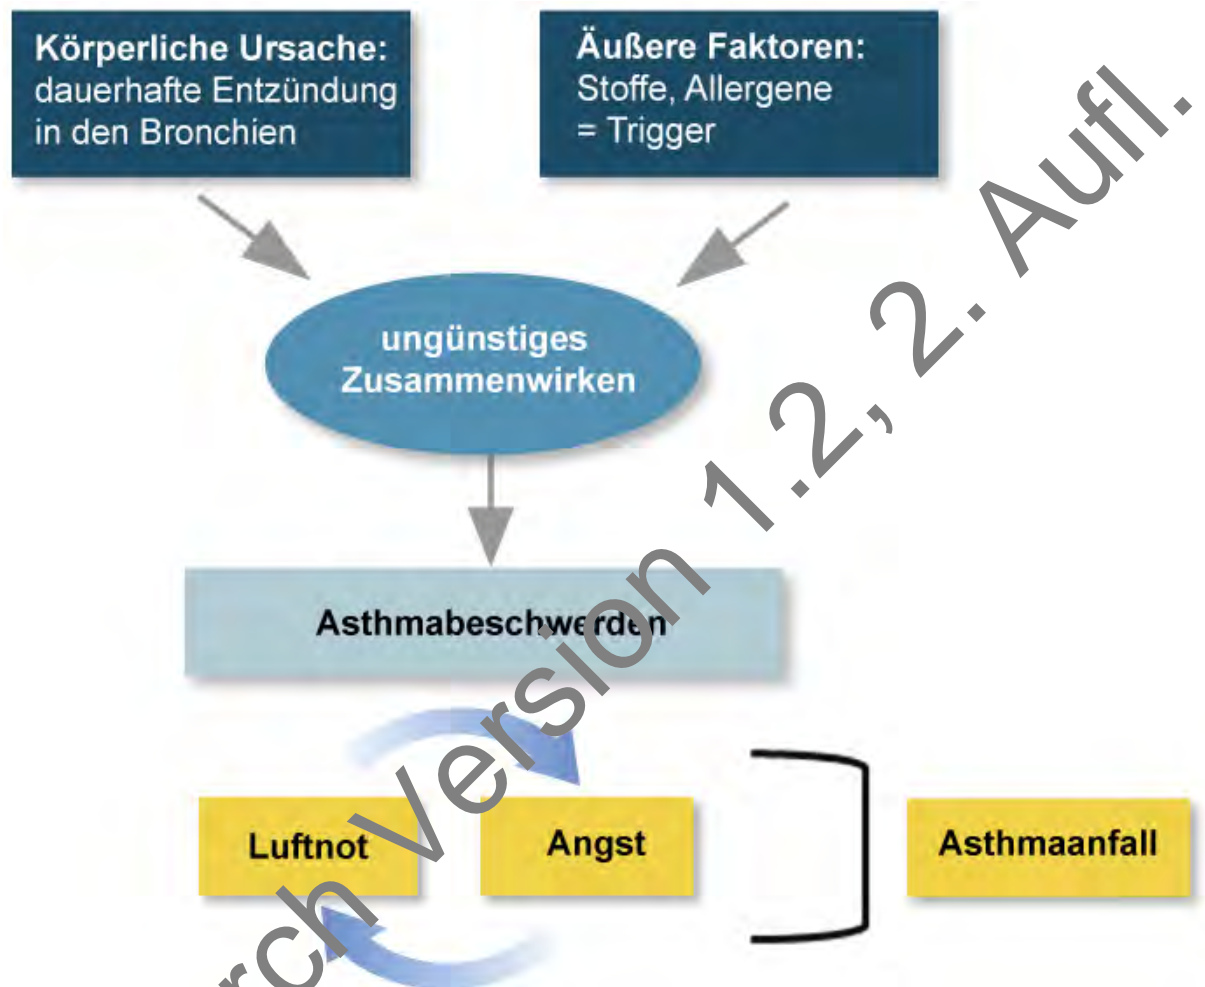 Körperliche Ursache:
dauerhafte Entzündung
in den Bronchien
Äußere Faktoren:
Stoffe, Allergene
= Trigger
ungünstiges
Zusammenwirken
Asthmabeschwerden
Luftnot
Angst
Asthmaanfall
rch Version 1.2, 2. Aufl.